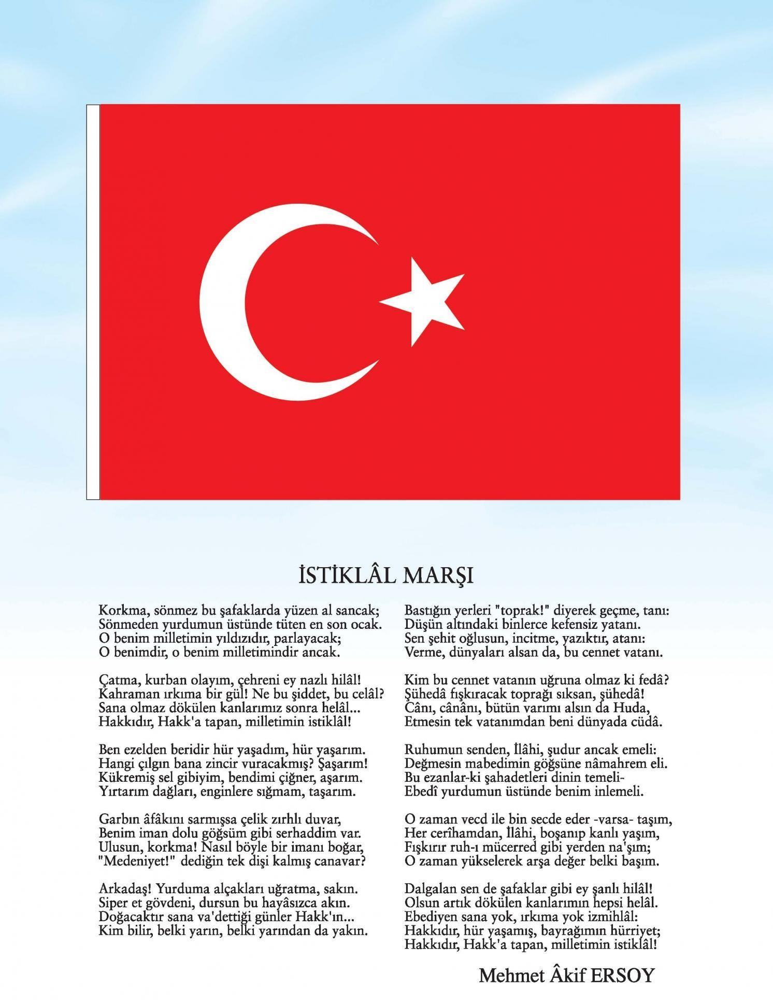 İSTİKLÂL MARŞI
Korkma, sönmez bu şafaklarda yüzen al sancak;
Sönmeden yurdumun üstünde tüten en son ocak.
O benim milletimin yıldızıdır, parlayacak;
O benimdir, o benim milletimindir ancak.
Çatma, kurban olayım, çehreni ey nazlı hilâl!
Kahraman ırkıma bir gül! Ne bu şiddet, bu celâl?
Sana olmaz dökülen kanlarımız sonra helâl...
Hakkıdır, Hakk'a tapan, milletimin istiklâl!
Ben ezelden beridir hür yaşadım, hür yaşarım.
Hangi çılgın bana zincir vuracakmış? Şaşarım!
Kükremiş sel gibiyim, bendimi çiğner, aşarım.
Yırtarım dağları, enginlere sığmam, taşarım.
Garbın âfâkını sarmışsa çelik zırhlı duvar,
Benim iman dolu göğsüm gibi serhaddim var.
Ulusun, korkma! Nasıl böyle bir imanı boğar,
"Medeniyet!" dediğin tek dişi kalmış canavar?
Arkadaş! Yurduma alçakları uğratma, sakın.
Siper et gövdeni, dursun bu hayâsızca akın.
Doğacaktır sana va'dettiği günler Hakk'ın...
Kim bilir, belki yarın, belki yarından da yakın.
Bastığın yerleri "toprak!" diyerek geçme, tanı:
Düşün altındaki binlerce kefensiz yatanı.
Sen şehit oğlusun, incitme, yazıktır, atanı:
Verme, dünyaları alsan da, bu cennet vatanı.
Kim bu cennet vatanın uğruna olmaz ki fedâ?
Şühedâ fışkıracak toprağı sıksan, şühedâ!
Cânı, cânânı, bütün varımı alsın da Huda,
Etmesin tek vatanımdan beni dünyada cüdâ.
Ruhumun senden, İlâhi, şudur ancak emeli:
Değmesin mabedimin göğsüne nâmahrem eli.
Bu ezanlar-ki şahadetleri dinin temeli-
Ebedî yurdumun üstünde benim inlemeli.
O zaman vecd ile bin secde eder -varsa- taşım,
Her cerîhamdan, İlâhi, boşanıp kanlı yaşım,
Fışkırır ruh-ı mücerred gibi yerden na'şım;
O zaman yükselerek arşa değer belki başım.
Dalgalan sen de şafaklar gibi ey şanlı hilâl!
Olsun artık dökülen kanlarımın hepsi helâl.
Ebediyen sana yok, ırkıma yok izmihlâl:
Hakkıdır, hür yaşamış, bayrağımın hürriyet;
Hakkıdır, Hakk'a tapan, milletimin istiklâl!
Mehmet Âkif ERSOY